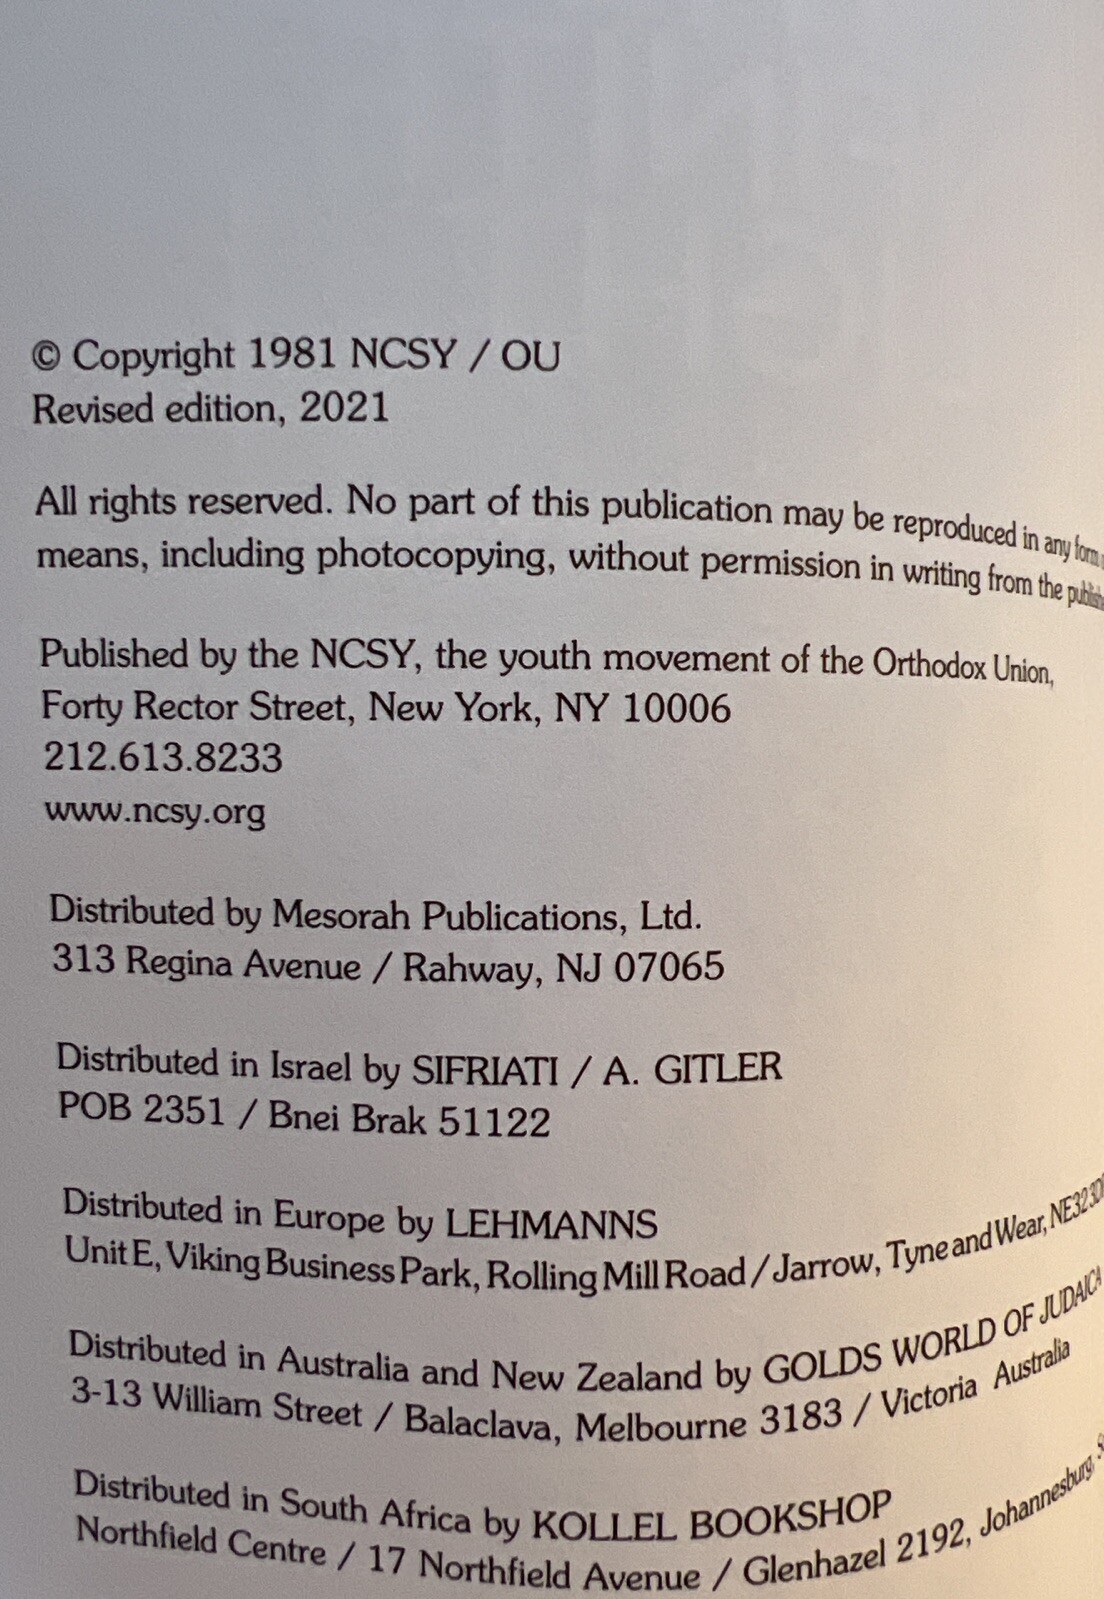 © Copyright 1981 NCSY / OU
Revised edition, 2021
All rights reserved. No part of this publication may be reproduced in any form
means, including photocopying, without permission in writing from the
Published by the NCSY, the youth movement of the Orthodox Union,
Forty Rector Street, New York, NY 10006
212.613.8233
www.ncsy.org
Distributed by Mesorah Publications, Ltd.
313 Regina Avenue / Rahway, NJ 07065
Distributed in Israel by SIFRIATI / A. GITLER
POB 2351 / Bnei Brak 51122
Distributed in Europe by LEHMANNS
Unit E, Viking Business Park, Rolling Mill Road / Jarrow, Tyne and Wear,
Distributed in Australia and New Zealand by GOLDS WORLD OF JUDAICA
3-13 William Street / Balaclava, Melbourne 3183 / Victoria Australia
Distributed in South Africa by KOLLEL BOOKSHOP
Northfield Centre / 17 Northfield Avenue / Glenhazel 2192, Johannesburg,